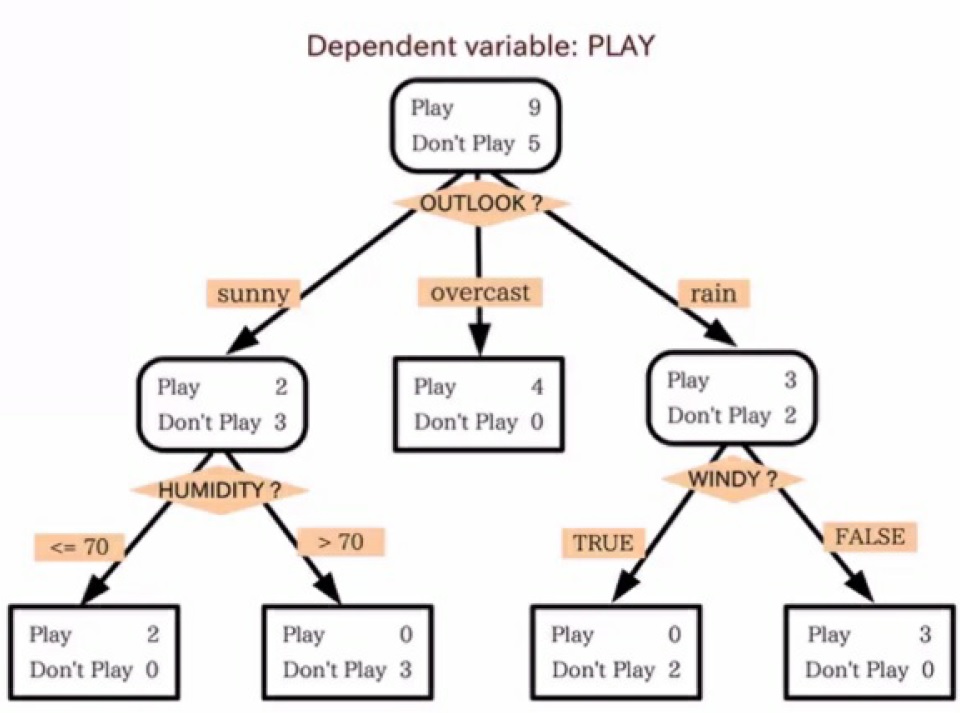 Dependent variable: PLAY
Play 9
Don't Play 5
OUTLOOK ?
sunny
overcast
rain
Play 2
Don't Play 3
Play 4
Don't Play 0
Play 3
Don't Play 2
HUMIDITY ?
WINDY ?
<= 70
> 70
TRUE
FALSE
Play 2
Don't Play 0
Play 0
Don't Play 3
Play 0
Don't Play 2
Play 3
Don't Play 0